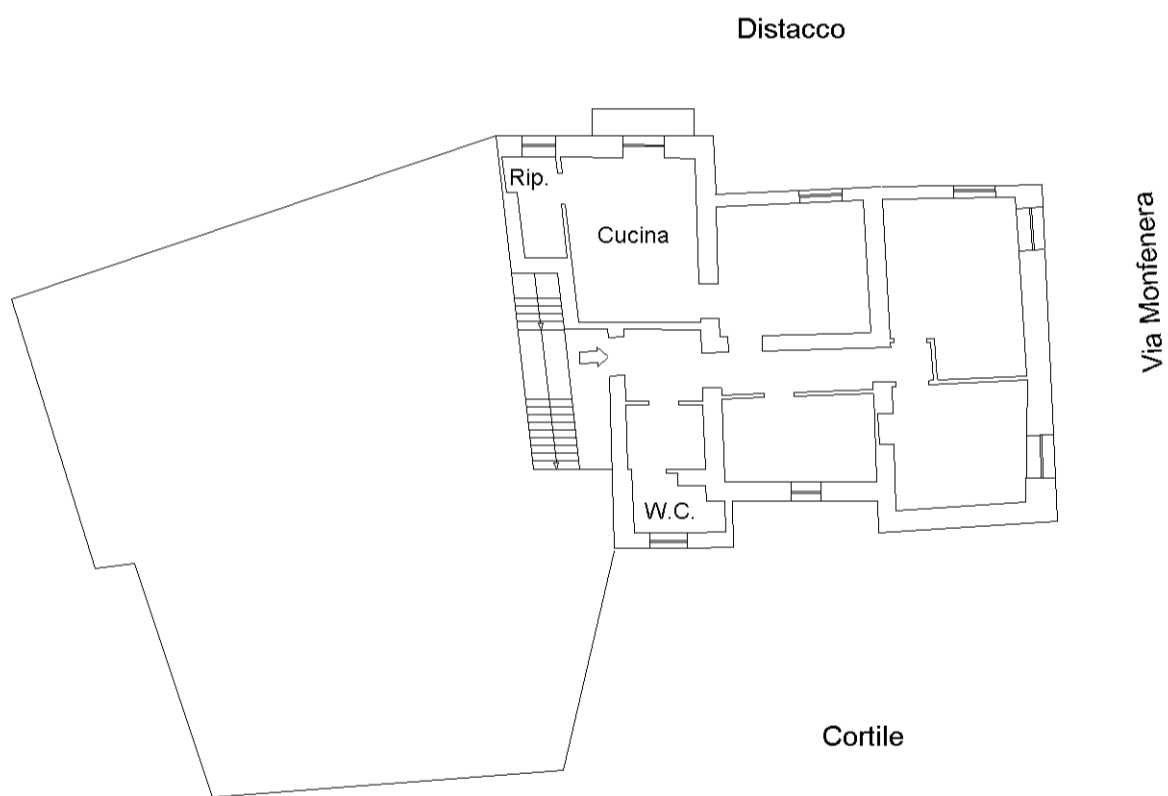 Distacco
Rip.
Cucina
Via Monfenera
W.C.
Cortile